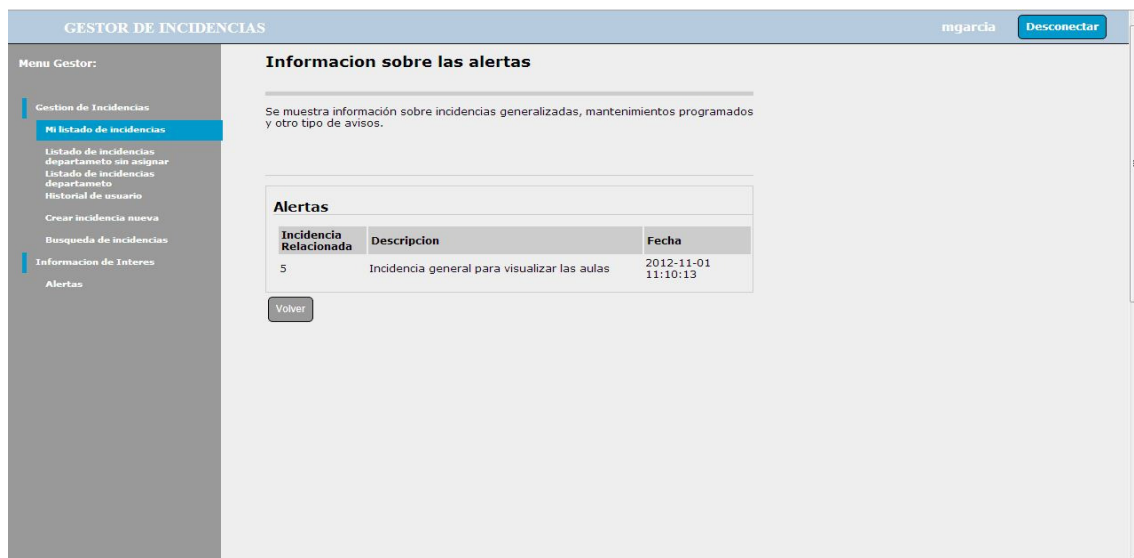 GESTOR DE INCIDENCIAS
mgarcia
Desconectar
Menu Gestor:
Gestion de Incidencias
Mi listado de incidencias
Listado de incidencias
departameto sin asignar
Listado de incidencias
departameto
Historial de usuario
Crear incidencia nueva
Busqueda de incidencias
Informacion de Interes
Alertas
Informacion sobre las alertas
Se muestra información sobre incidencias generalizadas, mantenimientos programados
y otro tipo de avisos.
Alertas
Incidencia
Relacionada
Descripcion
Fecha
5
Incidencia general para visualizar las aulas
2012-11-01
11:10:13
Volver